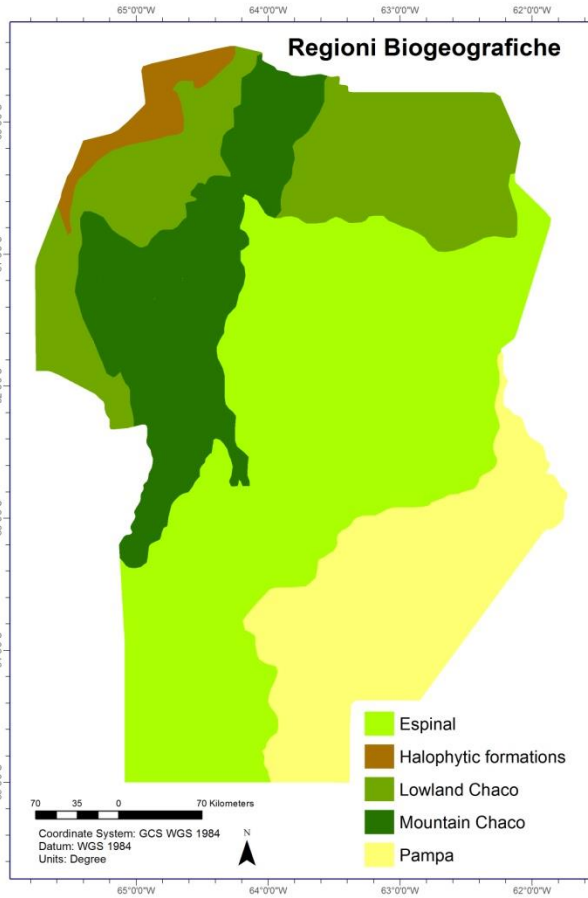 65°0'0"W 64°0'0"W 63°0'0"W 62°0'0"W
Regioni Biogeografiche
Espinal
Halophytic formations
Lowland Chaco
Mountain Chaco
Pampa
70 35 0 70 Kilometers
Coordinate System: GCS WGS 1984
Datum: WGS 1984
Units: Degree
N
65°0'0"W 64°0'0"W 63°0'0"W 62°0'0"W